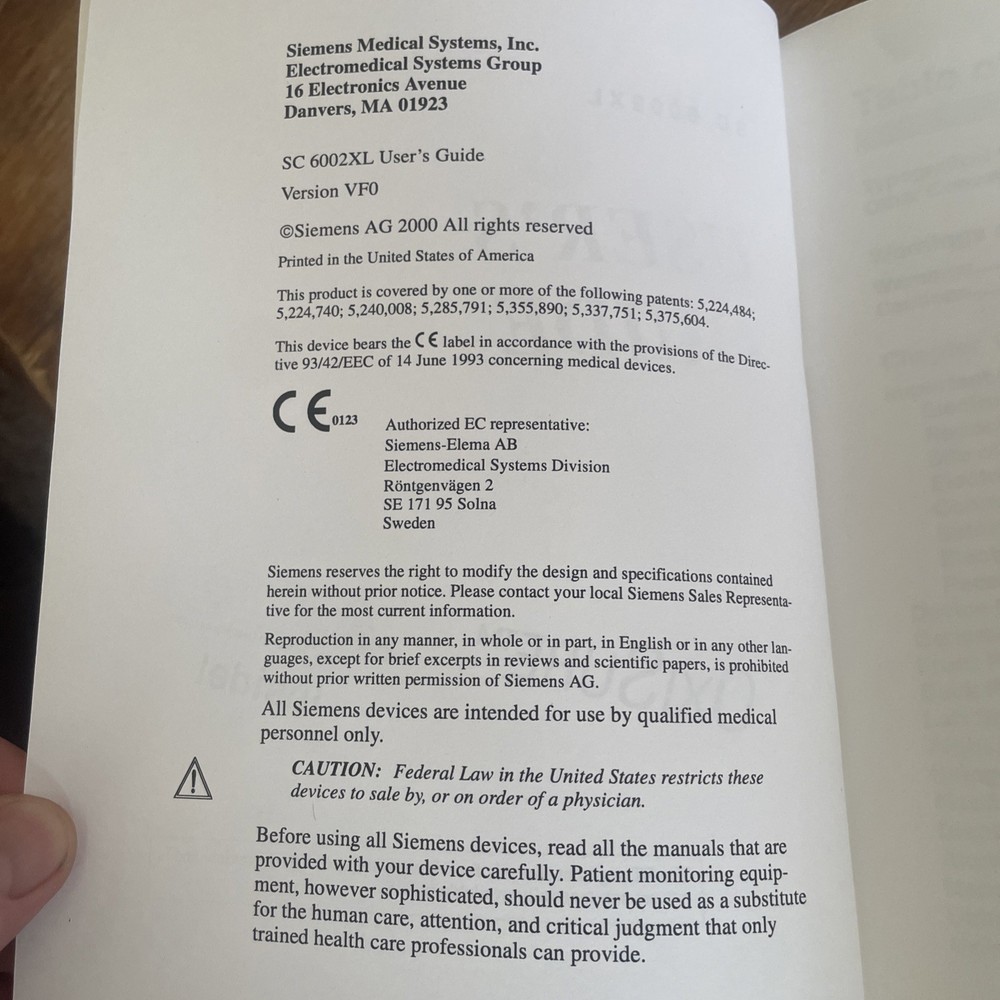 Siemens Medical Systems, Inc.
Electromedical Systems Group
16 Electronics Avenue
Danvers, MA 01923
SC 6002XL User's Guide
Version VF0
©Siemens AG 2000 All rights reserved
Printed in the United States of America
This product is covered by one or more of the following patents: 5,224,484;
5,224,740; 5,240,008; 5,285,791; 5,355,890; 5,337,751; 5,375,604.
This device bears the CE label in accordance with the provisions of the Direc-
tive 93/42/EEC of 14 June 1993 concerning medical devices.
CE0123
Authorized EC representative:
Siemens-Elema AB
Electromedical Systems Division
Röntgenvägen 2
SE 171 95 Solna
Sweden
Siemens reserves the right to modify the design and specifications contained
herein without prior notice. Please contact your local Siemens Sales Representa-
tive for the most current information.
Reproduction in any manner, in whole or in part, in English or in any other lan-
guages, except for brief excerpts in reviews and scientific papers, is prohibited
without prior written permission of Siemens AG.
All Siemens devices are intended for use by qualified medical
personnel only.
CAUTION: Federal Law in the United States restricts these
devices to sale by, or on order of a physician.
Before using all Siemens devices, read all the manuals that are
provided with your device carefully. Patient monitoring equip-
ment, however sophisticated, should never be used as a substitute
for the human care, attention, and critical judgment that only
trained health care professionals can provide.